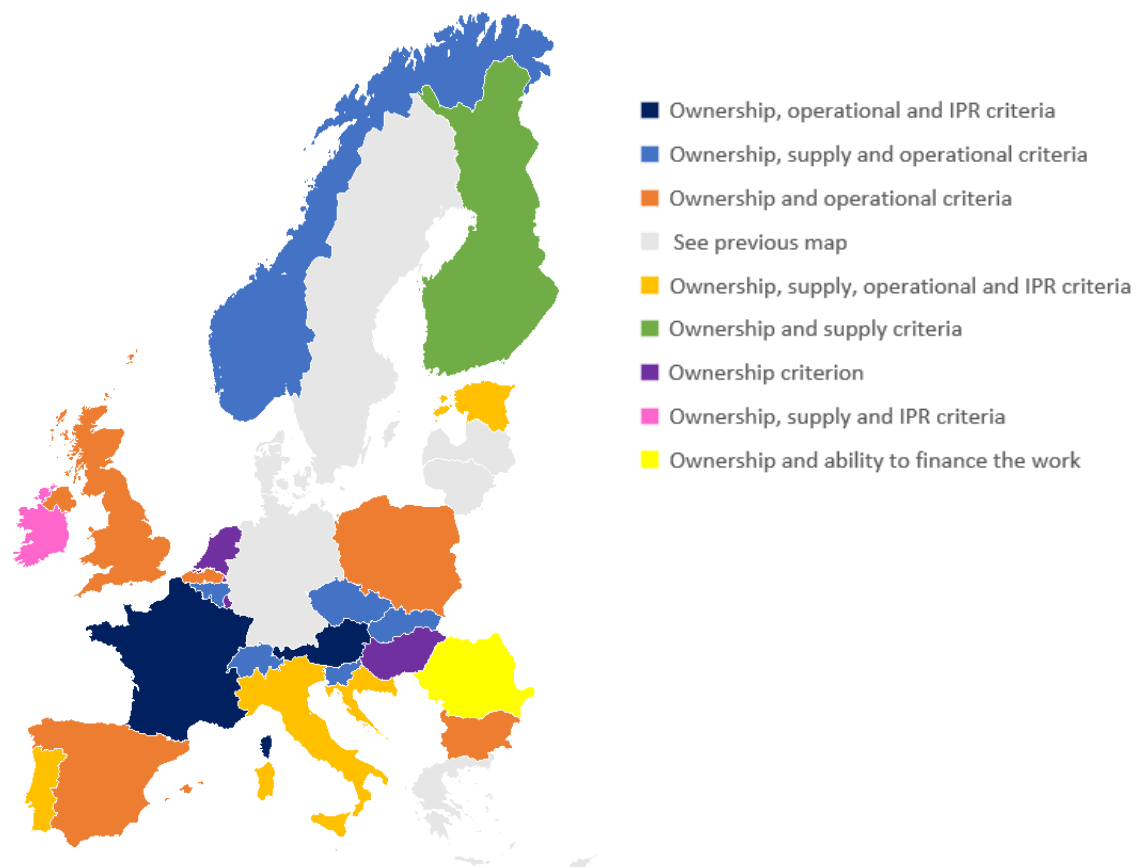 Ownership, operational and IPR criteria
Ownership, supply and operational criteria
Ownership and operational criteria
See previous map
Ownership, supply, operational and IPR criteria
Ownership and supply criteria
Ownership criterion
Ownership, supply and IPR criteria
Ownership and ability to finance the work